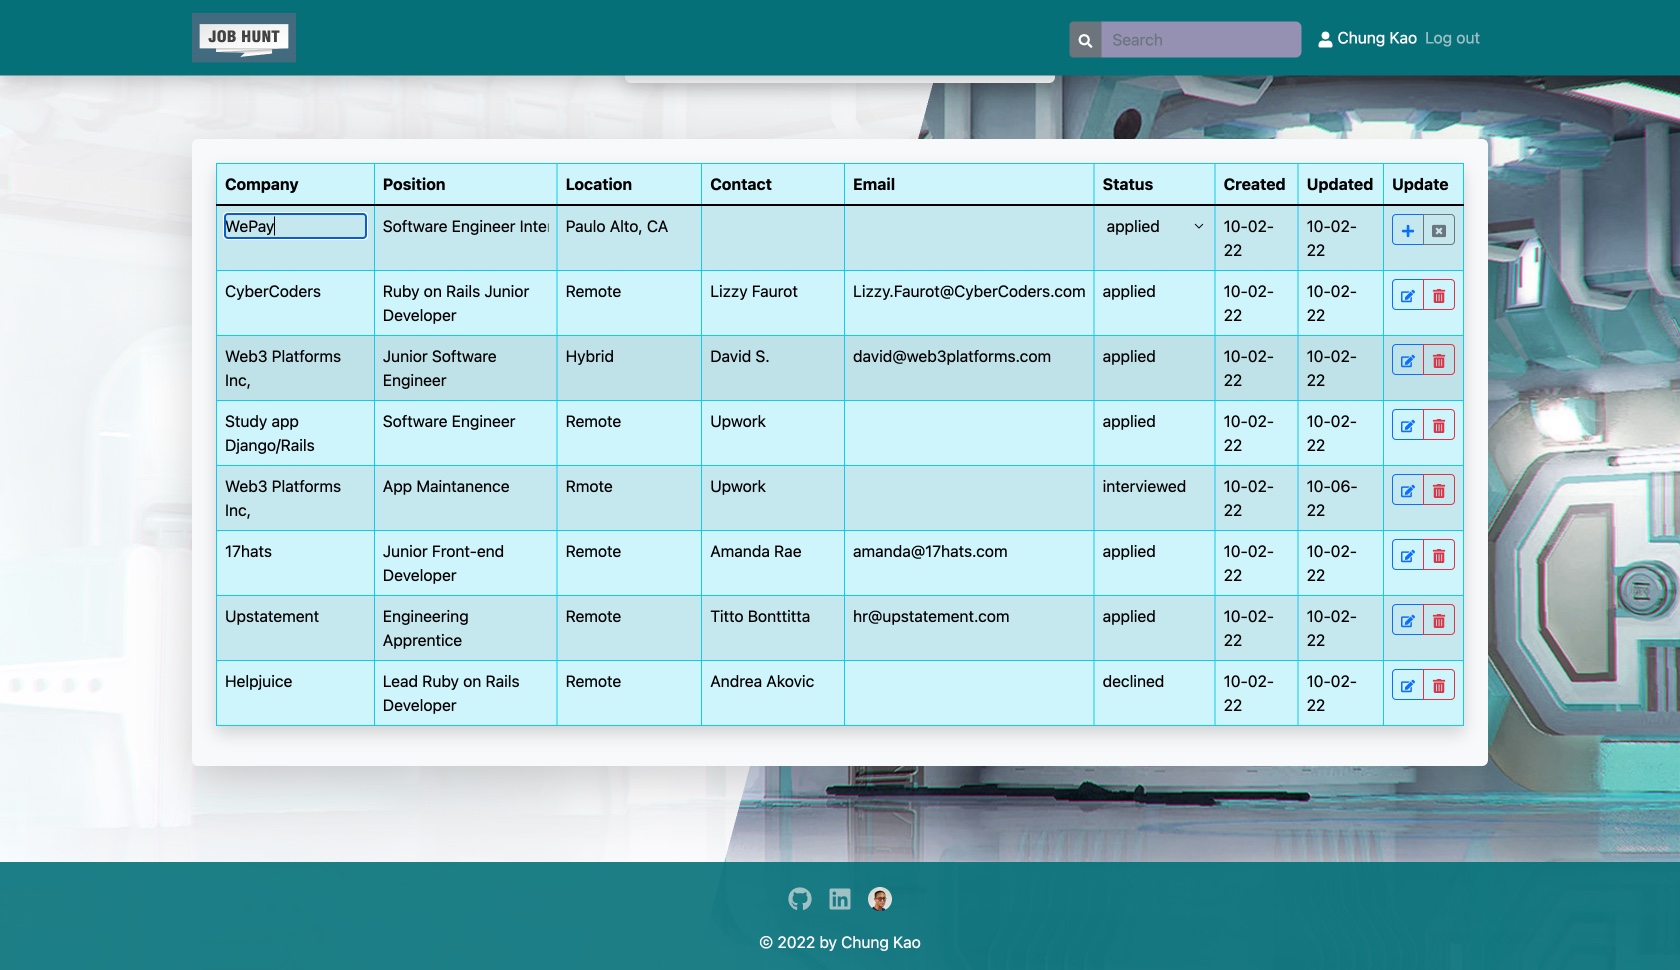 JOB HUNT
Search
Chung Kao Log out
Company Position Location Contact Email Status Created Updated Update
WePay Software Engineer Inter Paulo Alto, CA applied 10-02- 10-02-
22 22
CyberCoders Ruby on Rails Junior Remote Lizzy Faurot Lizzy.Faurot@CyberCoders.com applied 10-02- 10-02-
Developer 22 22
Web3 Platforms Junior Software Hybrid David S. david@web3platforms.com applied 10-02- 10-02-
Inc, Engineer 22 22
Study app Software Engineer Remote Upwork applied 10-02- 10-02-
Django/Rails 22 22
Web3 Platforms App Maintanence Rmote Upwork interviewed 10-02- 10-06-
Inc, 22 22
17hats Junior Front-end Remote Amanda Rae amanda@17hats.com applied 10-02- 10-02-
Developer 22 22
Upstatement Engineering Remote Titto Bonttitta hr@upstatement.com applied 10-02- 10-02-
Apprentice 22 22
Helpjuice Lead Ruby on Rails Remote Andrea Akovic declined 10-02- 10-02-
Developer 22 22
© 2022 by Chung Kao